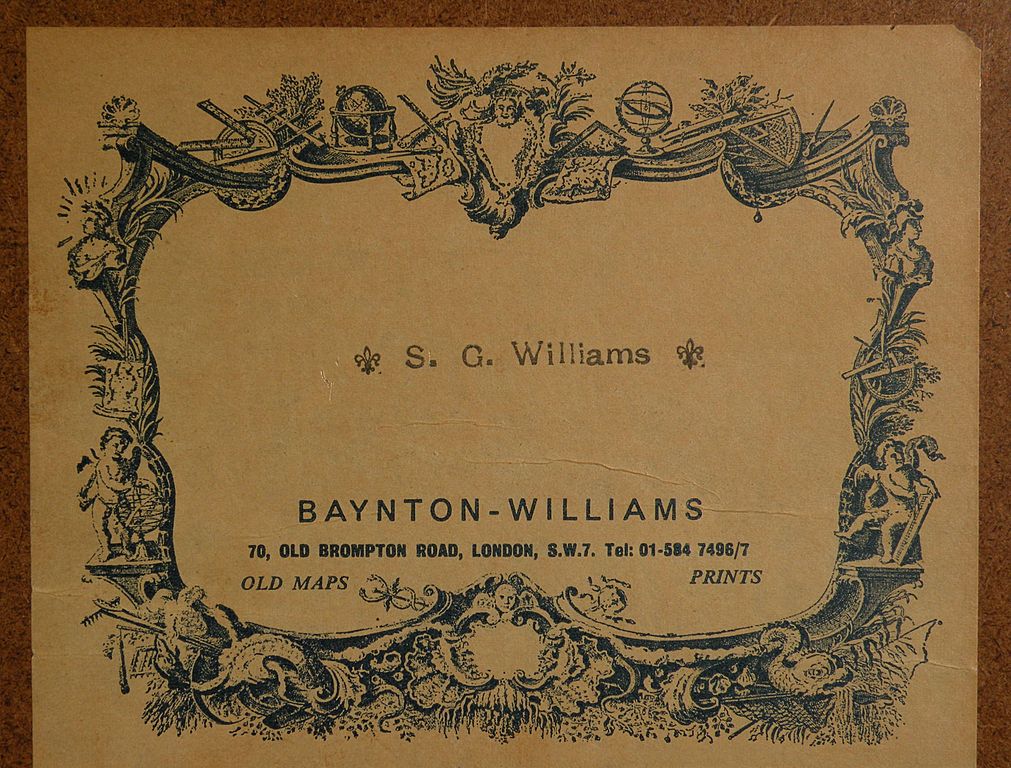 S. G. Williams
BAYNTON-WILLIAMS
70, OLD BROMPTON ROAD, LONDON, S.W.7. Tel: 01-584 7496/7
OLD MAPS PRINTS